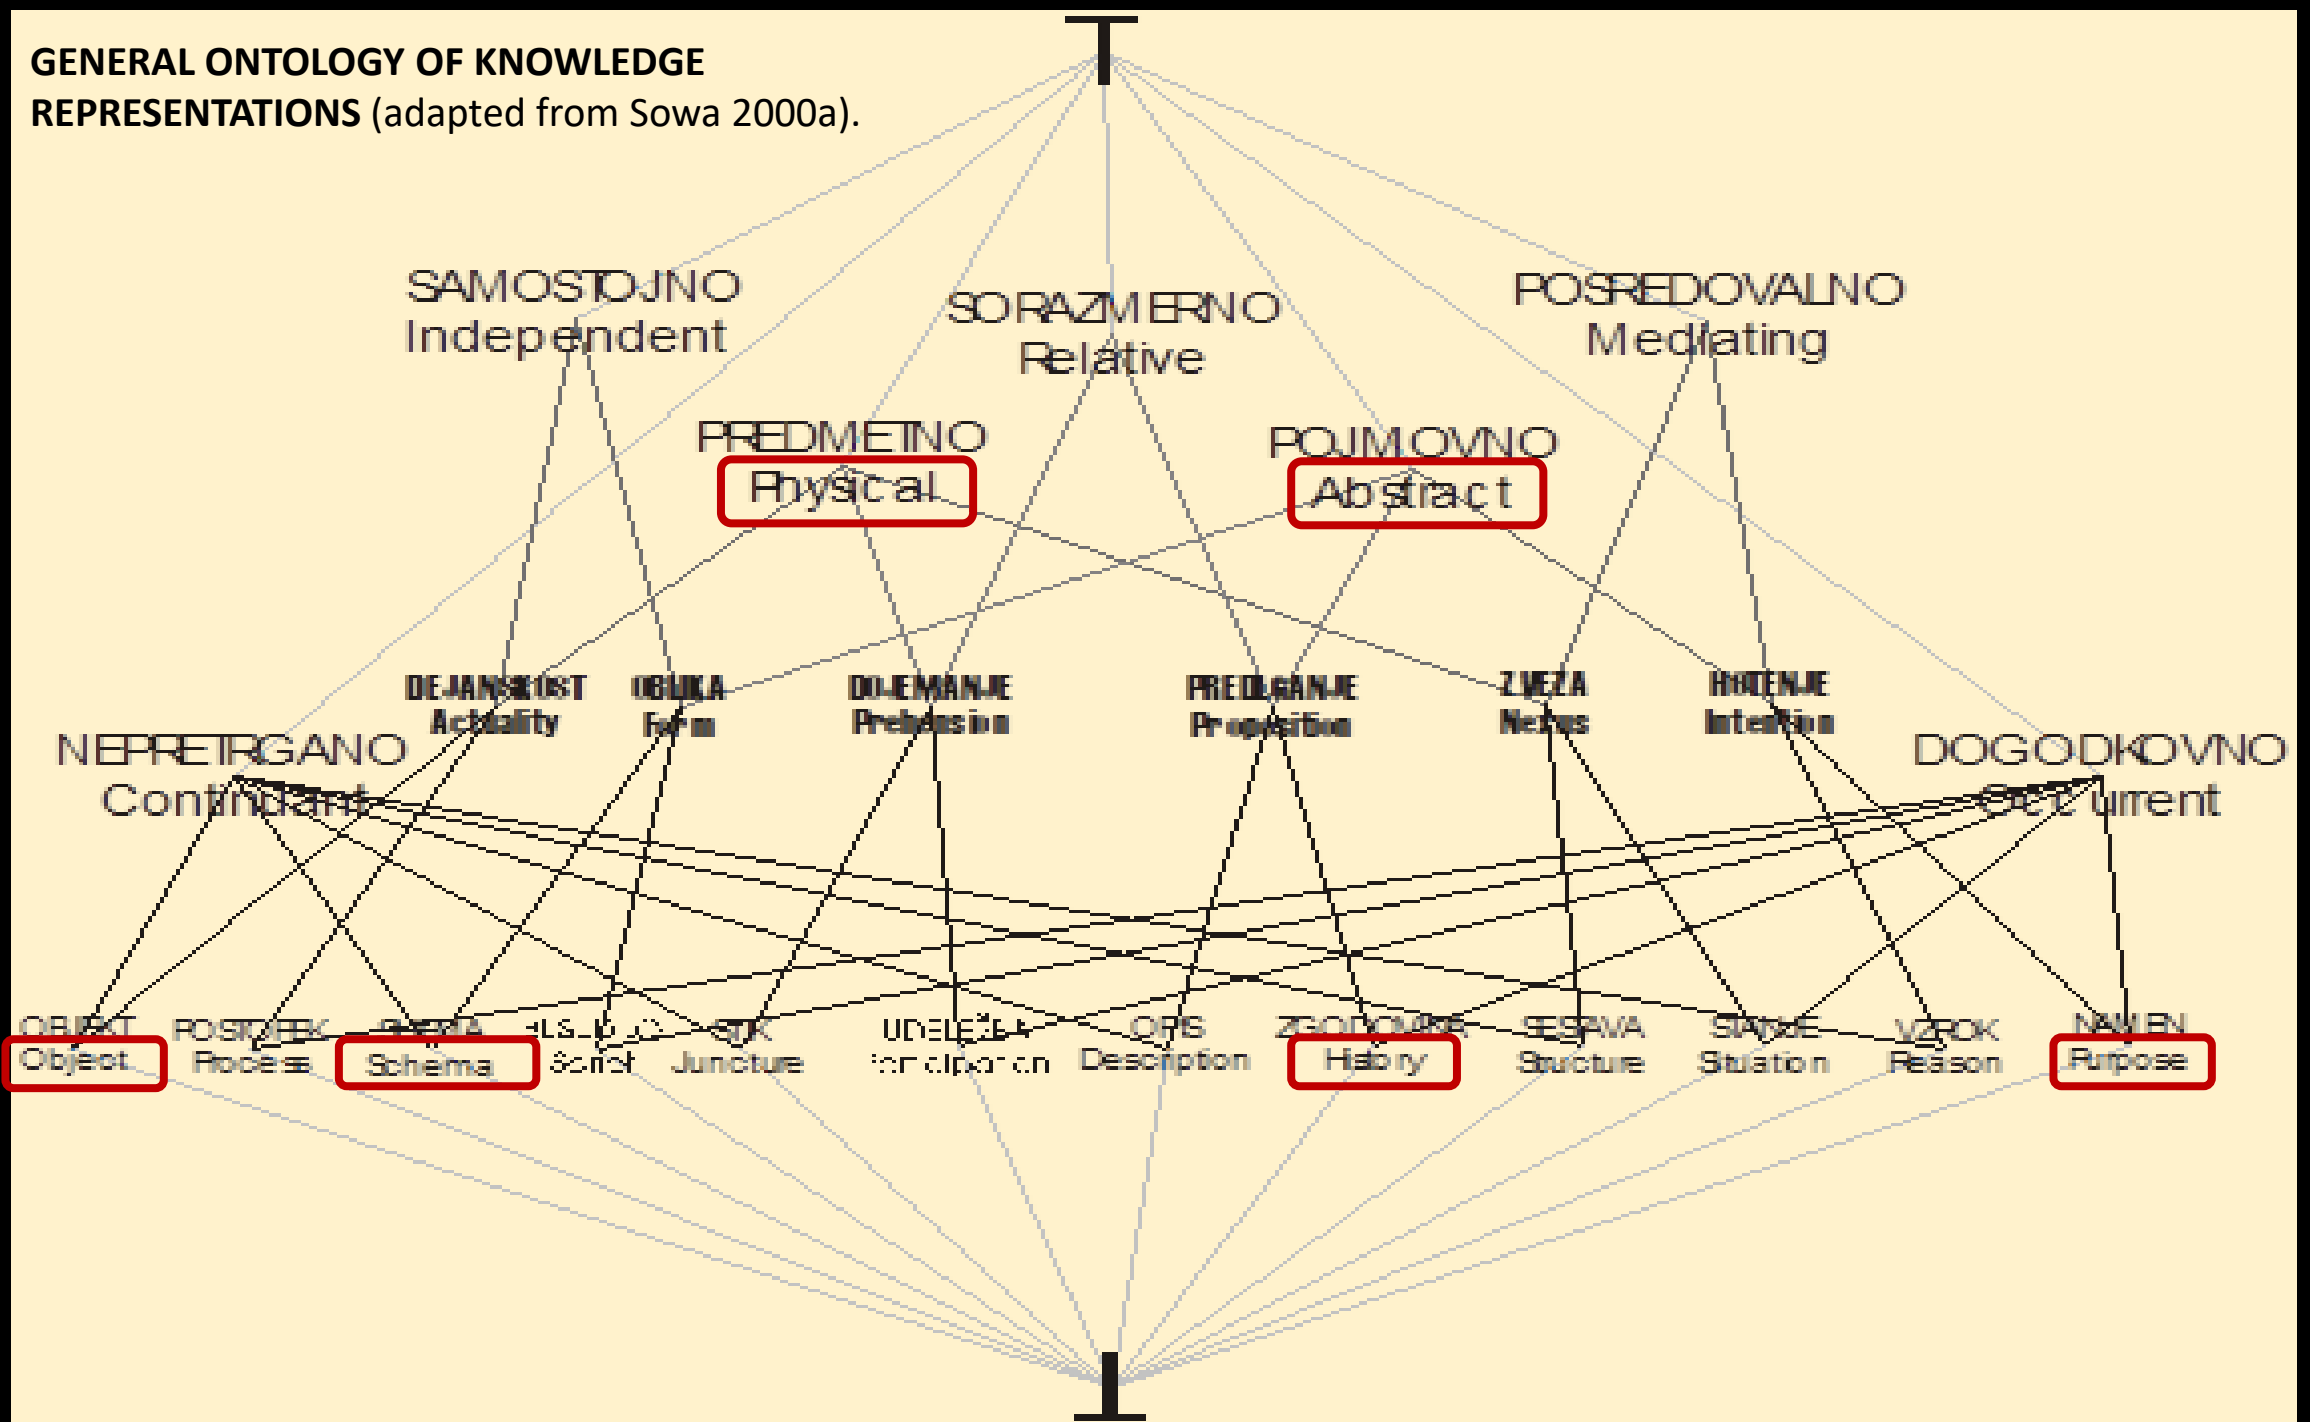 GENERAL ONTOLOGY OF KNOWLEDGE
REPRESENTATIONS (adapted from Sowa 2000a).
SAMOSTOJNO
Independent
SORAZMERNO
Relative
POSREDOVALNO
Mediating
PREDMETNO
Physical
POJMOVNO
Abstract
DEJANSKOST
Actuality
OBLIKA
Form
DOJEMANJE
Prehension
PREDLAGANJE
Proposition
ZVEZA
Nexus
HOTENJE
Intention
NEPRETRGANO
Continuant
DOGODKOVNO
Occurrent
OBJEKT
Object
POSTOPEK
Process
SHEMA
Schema
Script
STIK
Juncture
UDELEŽBA
Participation
OPIS
Description
ZGODOVINA
History
SESTAVA
Structure
STANJE
Situation
VZROK
Reason
NAMEN
Purpose